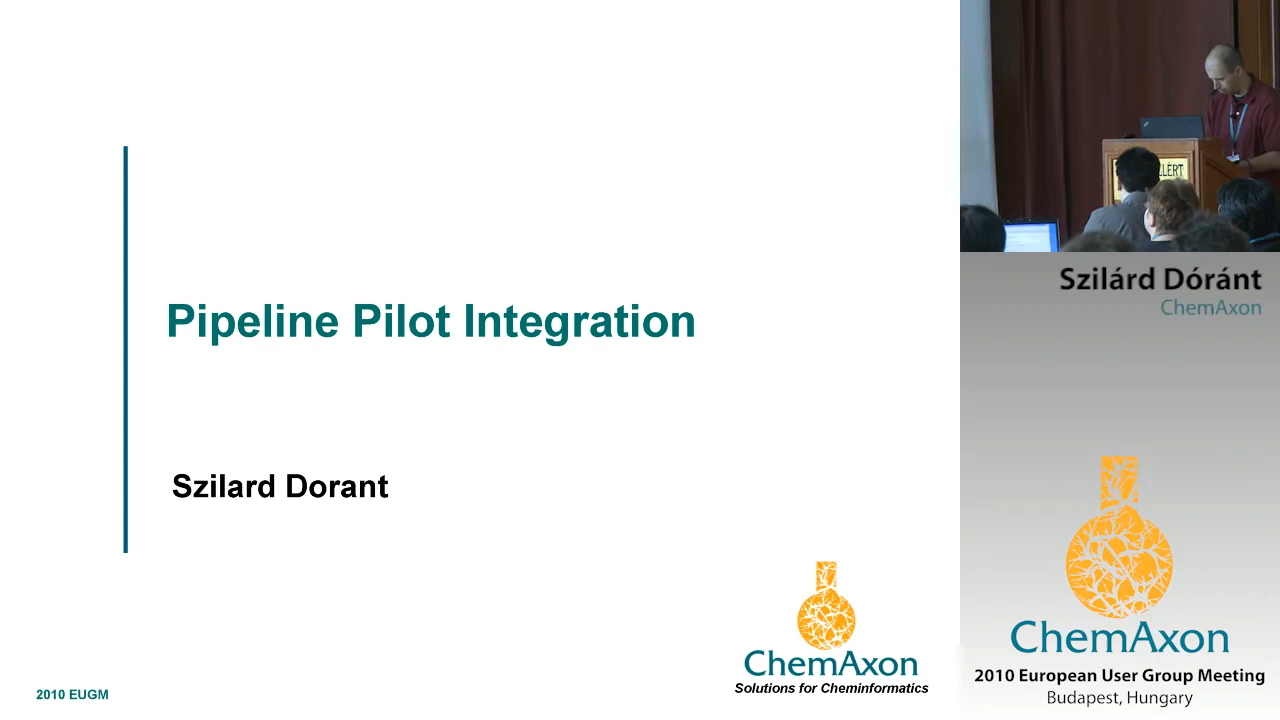 Pipeline Pilot Integration
Szilard Dorant
ChemAxon
Solutions for Cheminformatics
2010 EUGM
Szilárd Dóránt
ChemAxon
ChemAxon
2010 European User Group Meeting
Budapest, Hungary